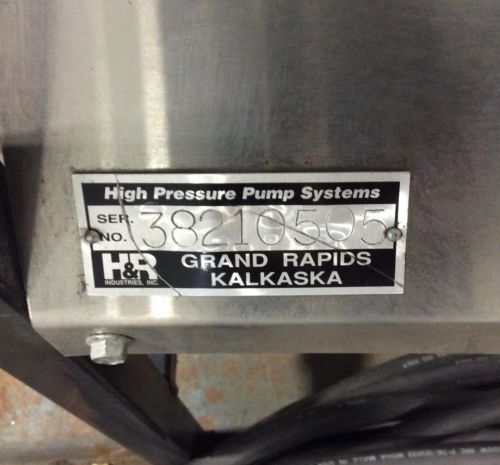 High Pressure Pump Systems
SER. NO. 38210505
H&R INDUSTRIES, INC.
GRAND RAPIDS
KALKASKA